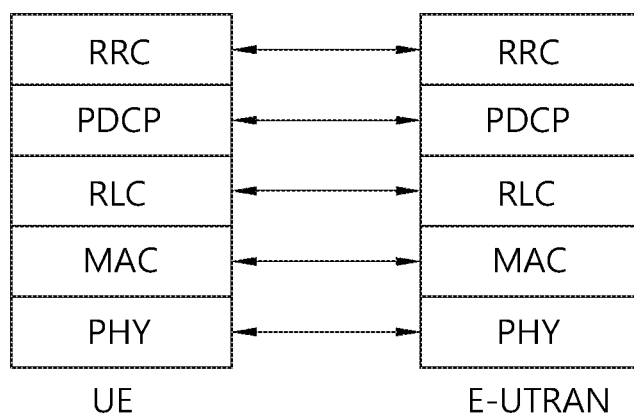 RRC RRC
PDCP PDCP
RLC RLC
MAC MAC
PHY PHY
UE E-UTRAN